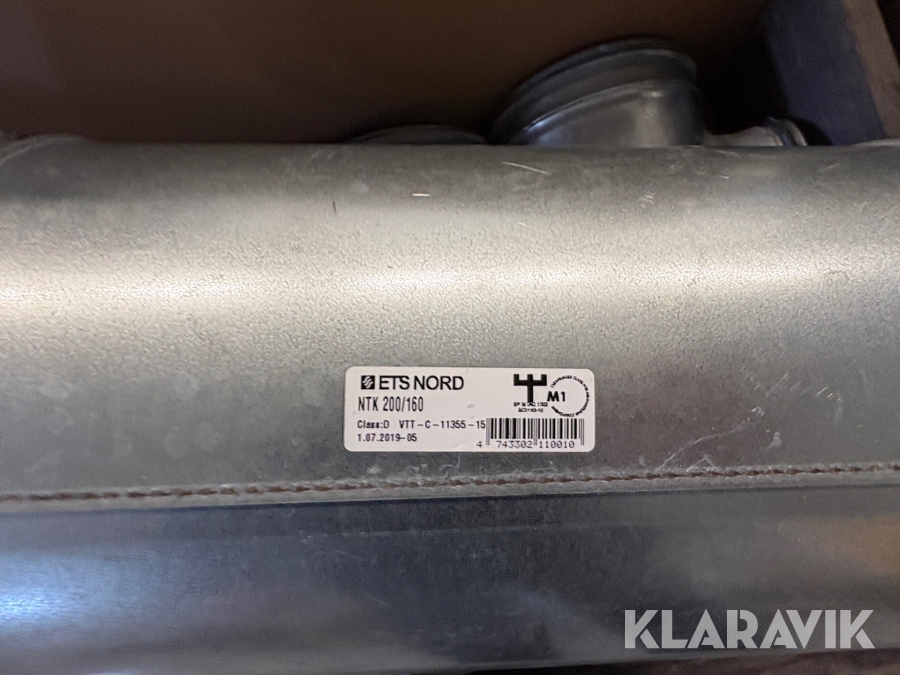 ETS NORD
NTK 200/160
Class:D VTT-C-11355-15
1.07.2019-05
M1
4 743302 110010
KLARAVIK